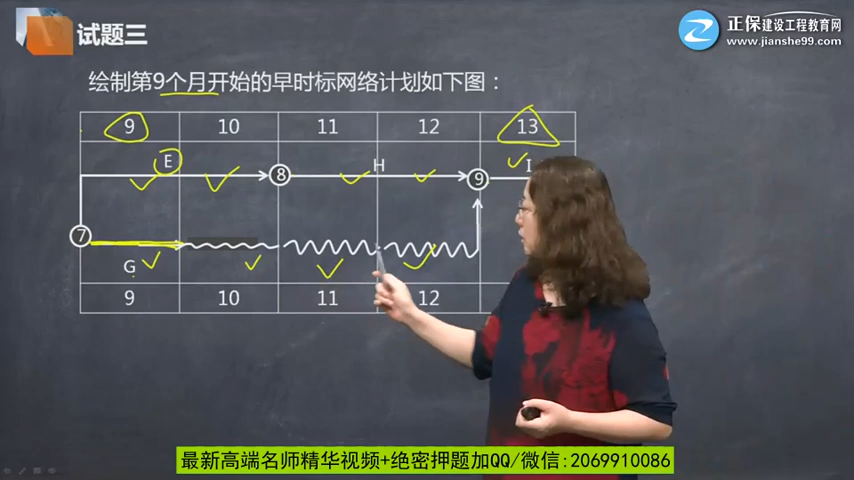 试题三
正保建设工程教育网
www.jianshe99.com
绘制第9个月开始的早时标网络计划如下图：
9 10 11 12 13
E H I
8 9
7
G
9 10 11 12
最新高端名师精华视频+绝密押题加QQ/微信:2069910086